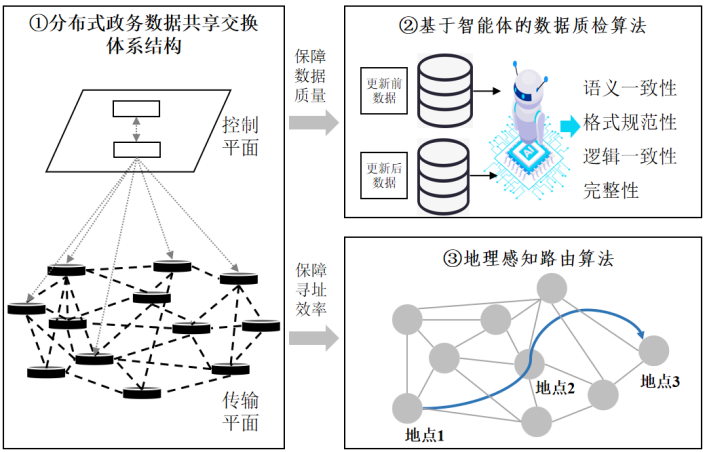 ①分布式政务数据共享交换
体系结构
控制
平面
传输
平面
保障
数据
质量
保障
寻址
效率
②基于智能体的数据质检算法
更新前
数据
更新后
数据
语义一致性
格式规范性
逻辑一致性
完整性
③地理感知路由算法
地点1
地点2
地点3